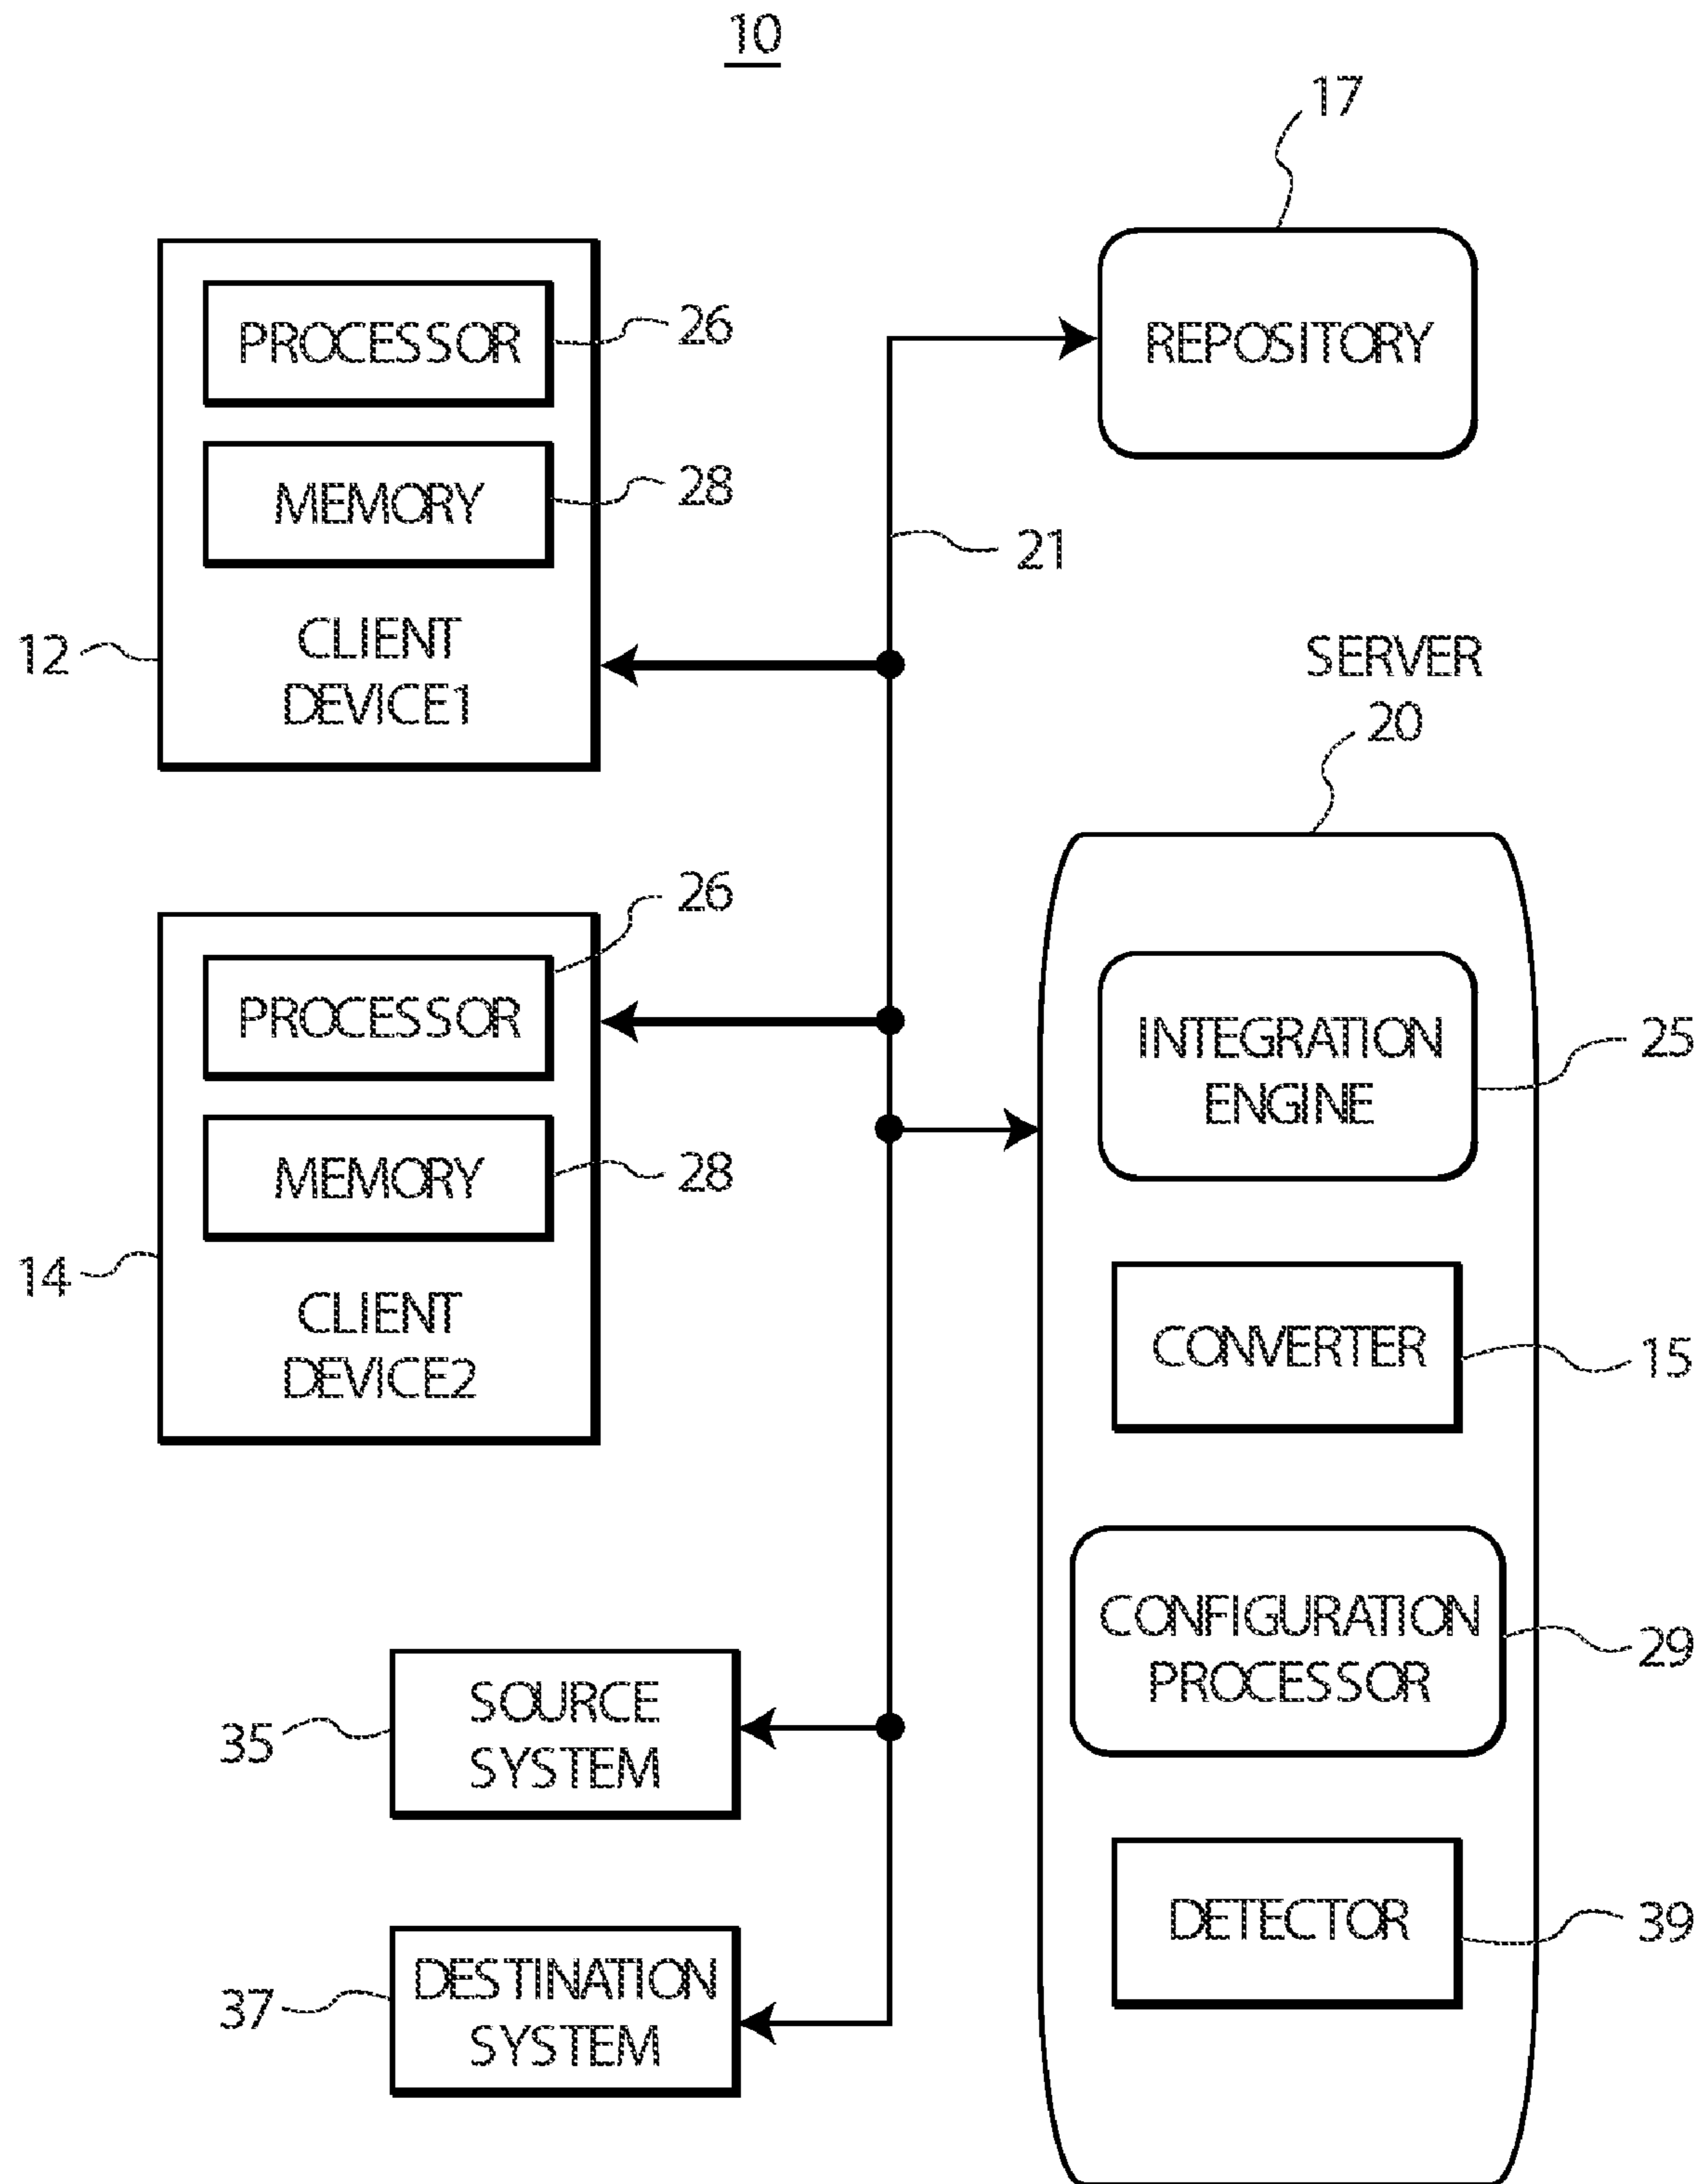 10
17
PROCESSOR
26
MEMORY
28
CLIENT
DEVICE1
12
REPOSITORY
21
SERVER
20
PROCESSOR
26
MEMORY
28
CLIENT
DEVICE2
14
INTEGRATION
ENGINE
25
CONVERTER
15
CONFIGURATION
PROCESSOR
29
SOURCE
SYSTEM
35
DETECTOR
39
DESTINATION
SYSTEM
37